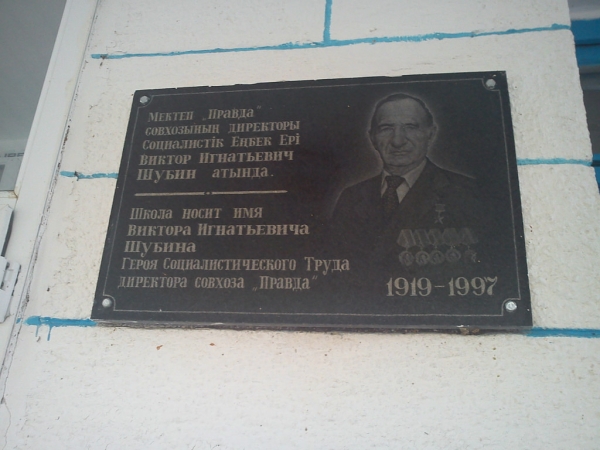 Мектеп „Правда"
совхозының директоры
Социалистік Еңбек Ері
Виктор Игнатьевич
Шубин атында.
Школа носит имя
Виктора Игнатьевича
Шубина
Героя Социалистического Труда
директора совхоза „Правда"
1919-1997